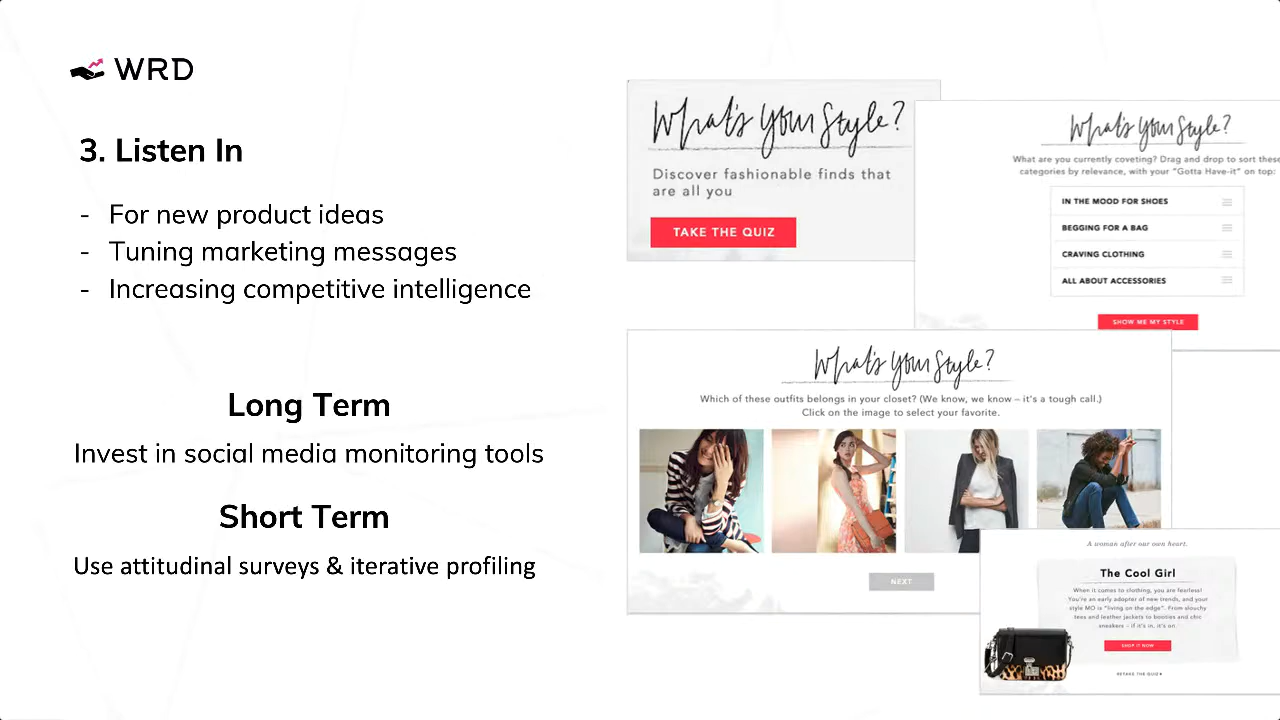 WRD
3. Listen In
- For new product ideas
- Tuning marketing messages
- Increasing competitive intelligence
Long Term
Invest in social media monitoring tools
Short Term
Use attitudinal surveys & iterative profiling
What's Your Style?
Discover fashionable finds that
are all you
TAKE THE QUIZ
What's Your Style?
What are you currently coveting? Drag and drop to sort these
categories by relevance, with your "Gotta Have-it" on top:
IN THE MOOD FOR SHOES
BEGGING FOR A BAG
CRAVING CLOTHING
ALL ABOUT ACCESSORIES
SHOW ME MY STYLE
What's Your Style?
Which of these outfits belongs in your closet? (We know, we know – it's a tough call.)
Click on the image to select your favorite.
NEXT
A woman after our own heart.
The Cool Girl
When it comes to clothing, you are fearless!
You're an early adopter of new trends, and your
style MO is "living on the edge". From slouchy
tees and leather jackets to booties and chic
sneakers – if it's in, it's on.
SHOP IT NOW
RETAKE THE QUIZ